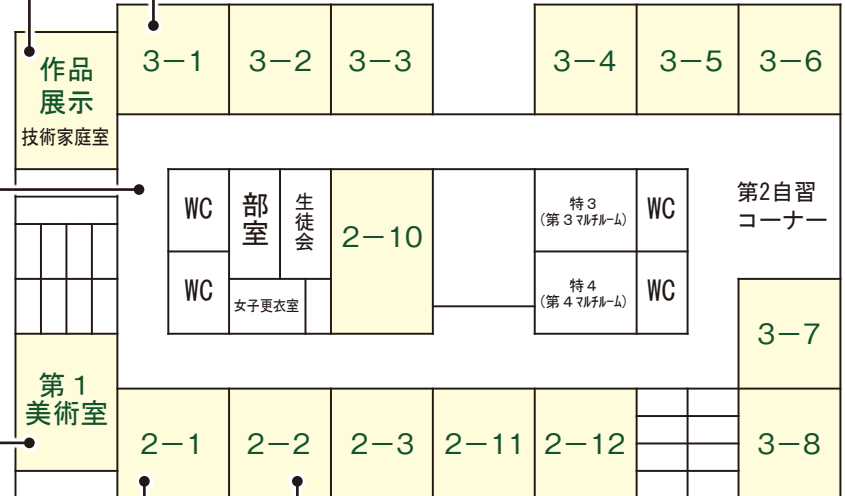 3−1
3−2
3−3
3−4
3−5
3−6
作品
展示
技術家庭室
WC
部室
生徒会
2−10
特3
(第3マルチルーム)
WC
第2自習
コーナー
WC
女子更衣室
特4
(第4マルチルーム)
WC
3−7
第1
美術室
2−1
2−2
2−3
2−11
2−12
3−8